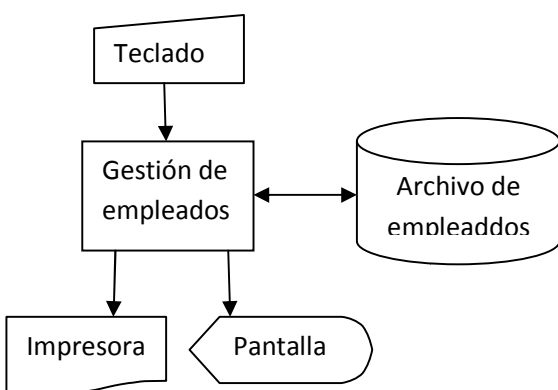 Teclado
Gestión de
empleados
Archivo de
empleaddos
Impresora
Pantalla